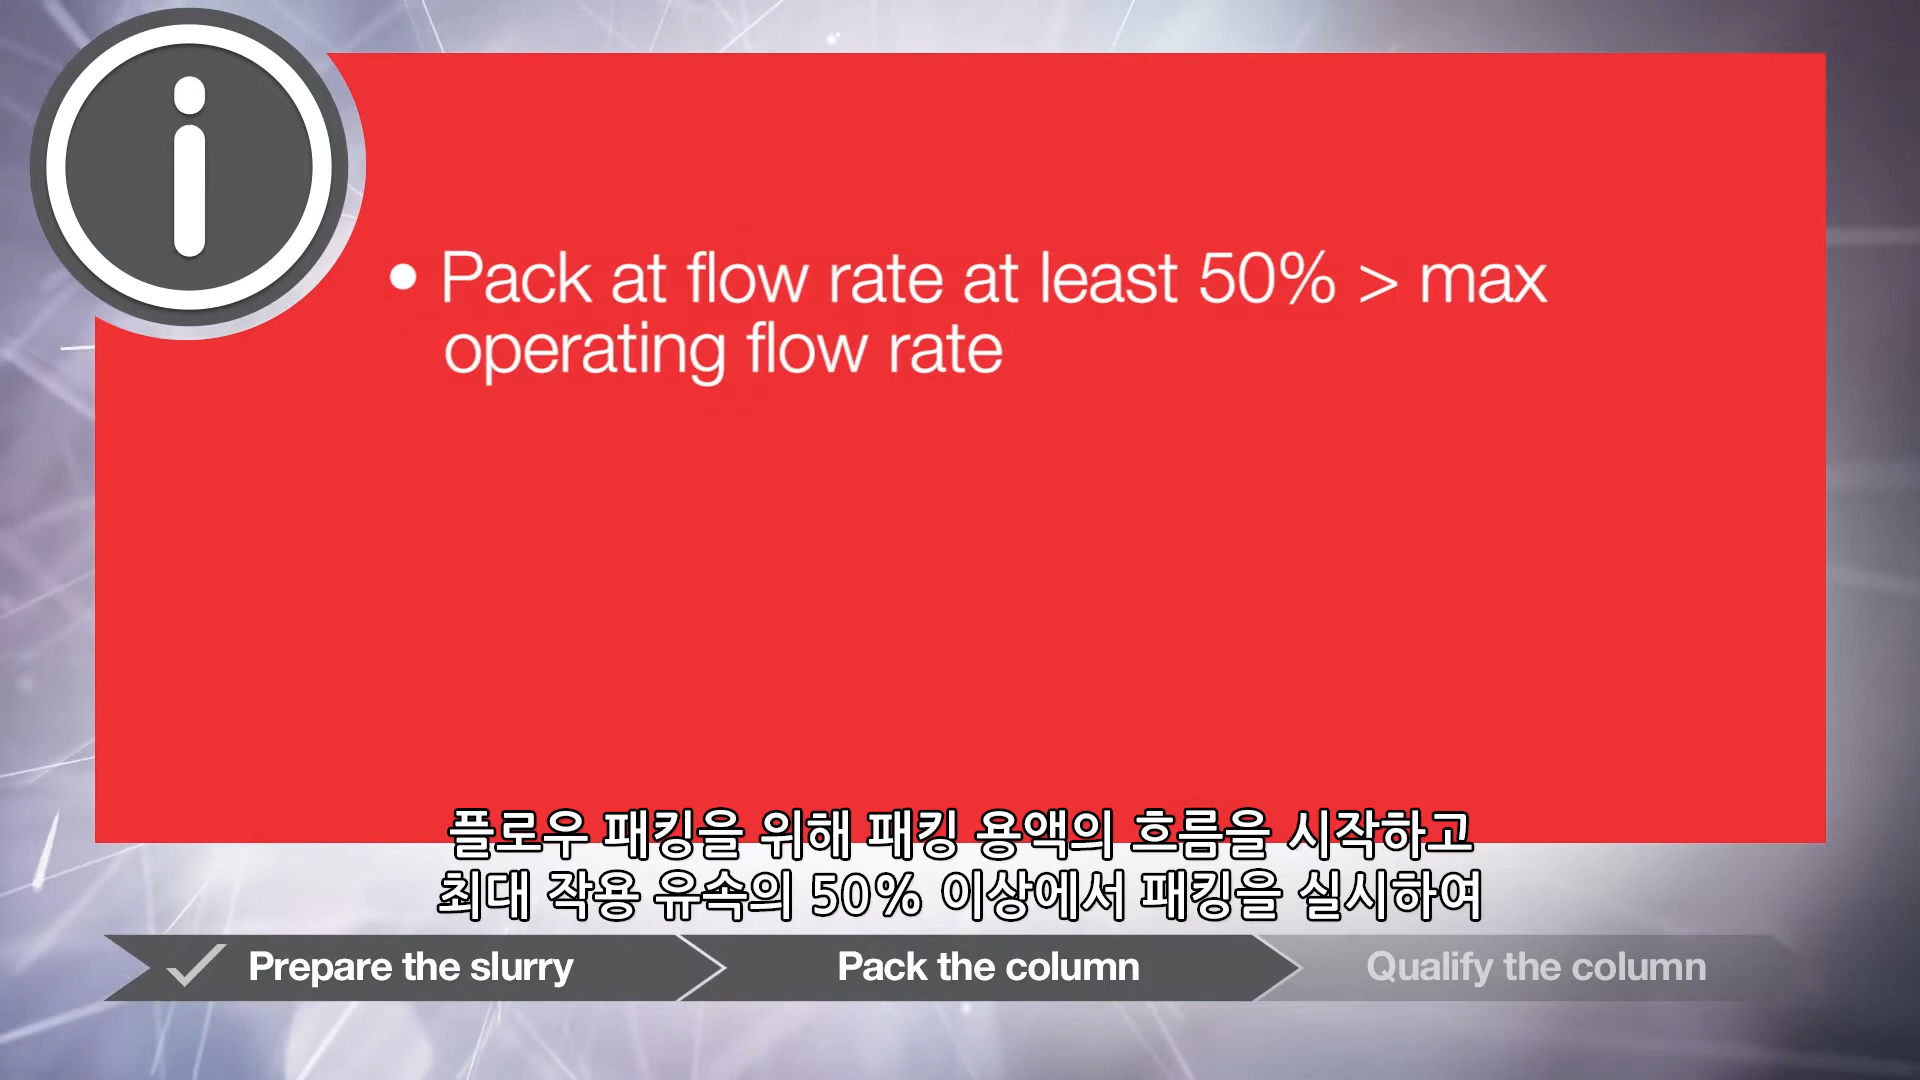 • Pack at flow rate at least 50% > max
operating flow rate
플로우 패킹을 위해 패킹 용액의 흐름을 시작하고
최대 작용 유속의 50% 이상에서 패킹을 실시하여
Prepare the slurry
Pack the column
Qualify the column